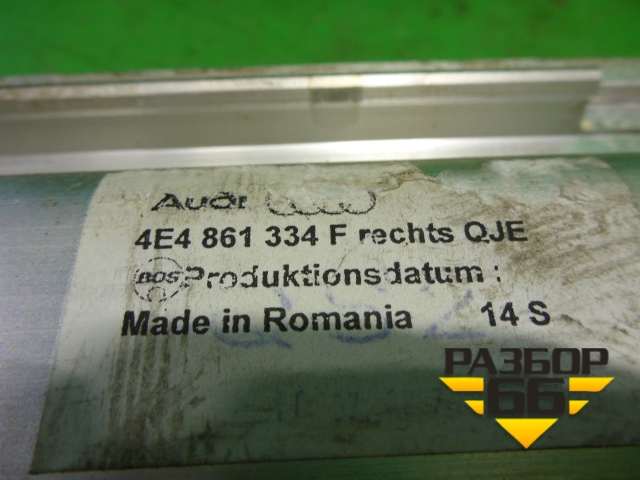 Audi
4E4 861 334 F rechts QJE
BOS Produktionsdatum :
Made in Romania 14 S
РАЗБОР
66